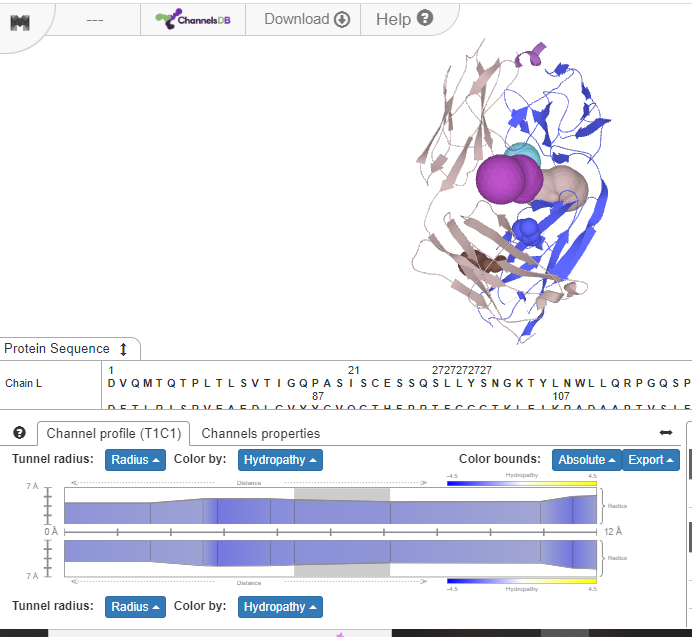 --- ChannelsDB Download Help ?
Protein Sequence
1 21 2727272727
Chain L D V Q M T Q T P L T L S V T I G Q P A S I S C E S S Q S L L Y S N G K T Y L N W L L Q R P G Q S P
87 107
? Channel profile (T1C1) Channels properties
Tunnel radius: Radius Color by: Hydropathy Color bounds: Absolute Export
7 Å Distance -4.5 Hydropathy 4.5
Radius
0 Å 12 Å
Radius
7 Å Distance -4.5 Hydropathy 4.5
Tunnel radius: Radius Color by: Hydropathy